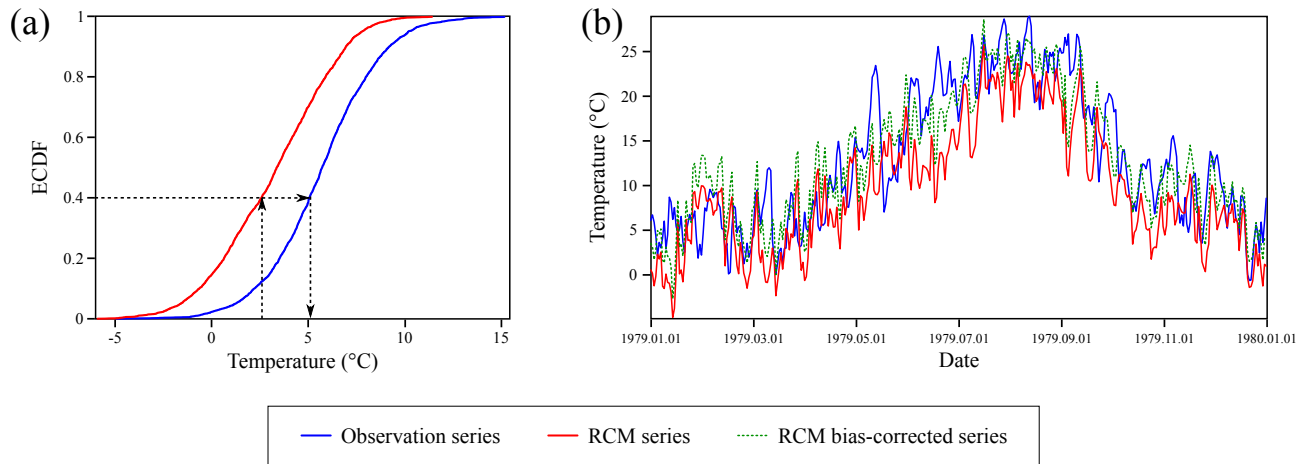 (a)
ECDF
1
0.8
0.6
0.4
0.2
0
-5 0 5 10 15
Temperature (°C)
(b)
Temperature (°C)
25
20
15
10
5
0
1979.01.01 1979.03.01 1979.05.01 1979.07.01 1979.09.01 1979.11.01 1980.01.01
Date
Observation series RCM series RCM bias-corrected series